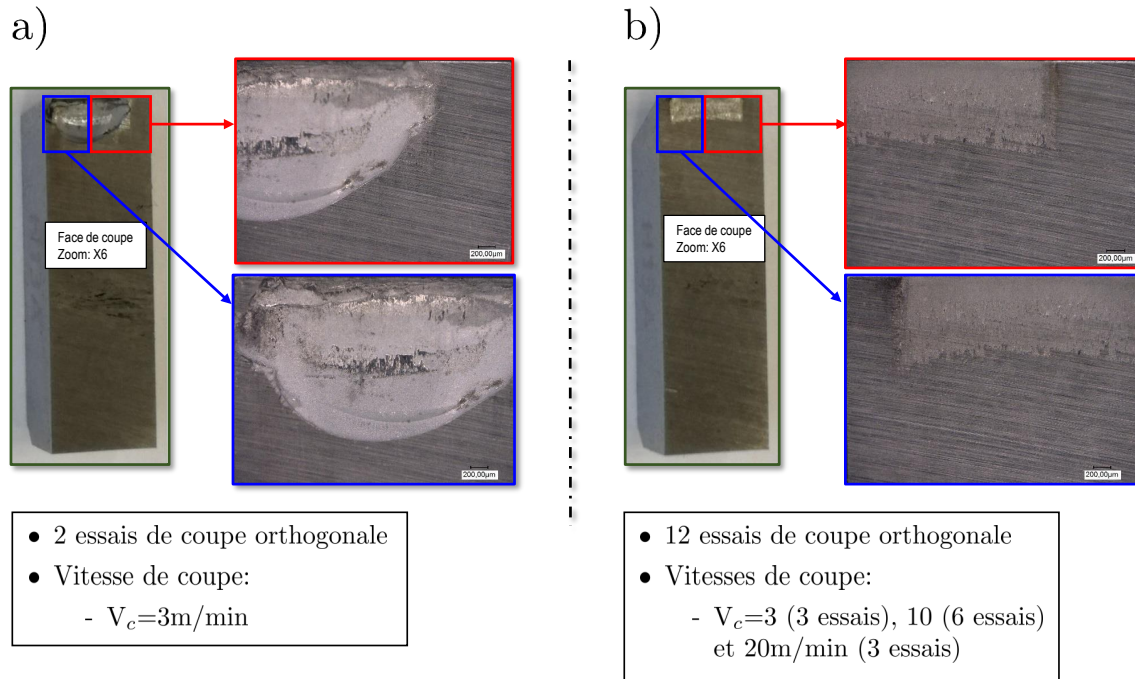 a)
Face de coupe
Zoom: X6
200,00µm
200,00µm
• 2 essais de coupe orthogonale
• Vitesse de coupe:
- Vc=3m/min
b)
Face de coupe
Zoom: X6
200,00µm
200,00µm
• 12 essais de coupe orthogonale
• Vitesses de coupe:
- Vc=3 (3 essais), 10 (6 essais)
et 20m/min (3 essais)